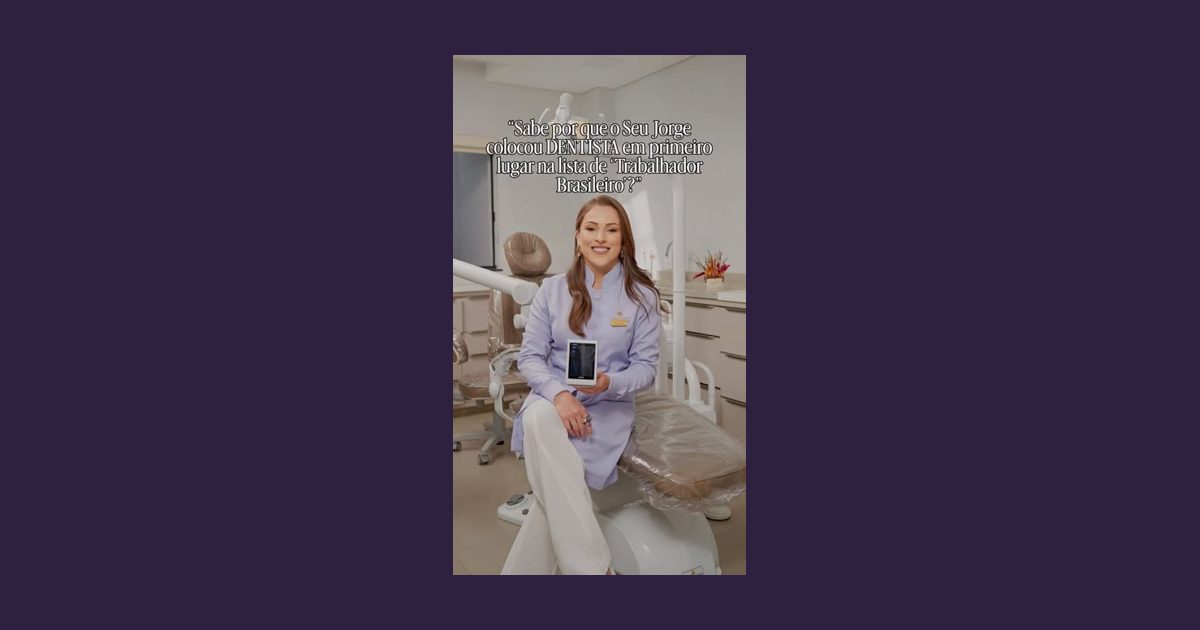 “Sabe por que o Seu Jorge
colocou DENTISTA em primeiro
lugar na lista de ‘Trabalhador
Brasileiro’?”